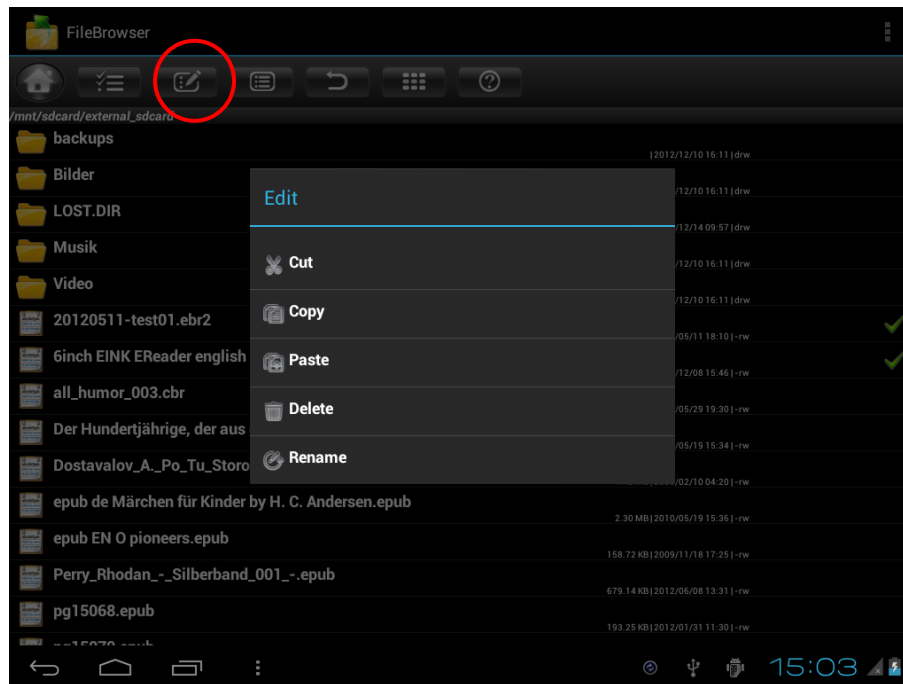 FileBrowser
/mnt/sdcard/external_sdcard
backups
|2012/12/10 16:11|drw
Bilder
/12/10 16:11|drw
LOST.DIR
/12/14 09:57|drw
Musik
/12/10 16:11|drw
Video
/12/10 16:11|drw
20120511-test01.ebr2
/05/11 18:10|-rw
6inch EINK EReader english
/12/08 15:46|-rw
all_humor_003.cbr
/05/29 19:30|-rw
Der Hundertjährige, der aus
/05/19 15:34|-rw
Dostavalov_A._Po_Tu_Storo
/02/10 04:20|-rw
epub de Märchen für Kinder by H. C. Andersen.epub
2.30 MB|2010/05/19 15:36|-rw
epub EN O pioneers.epub
158.72 KB|2009/11/18 17:25|-rw
Perry_Rhodan_-_Silberband_001_-.epub
679.14 KB|2012/06/08 13:31|-rw
pg15068.epub
193.25 KB|2012/01/31 11:30|-rw
Edit
Cut
Copy
Paste
Delete
Rename
15:03